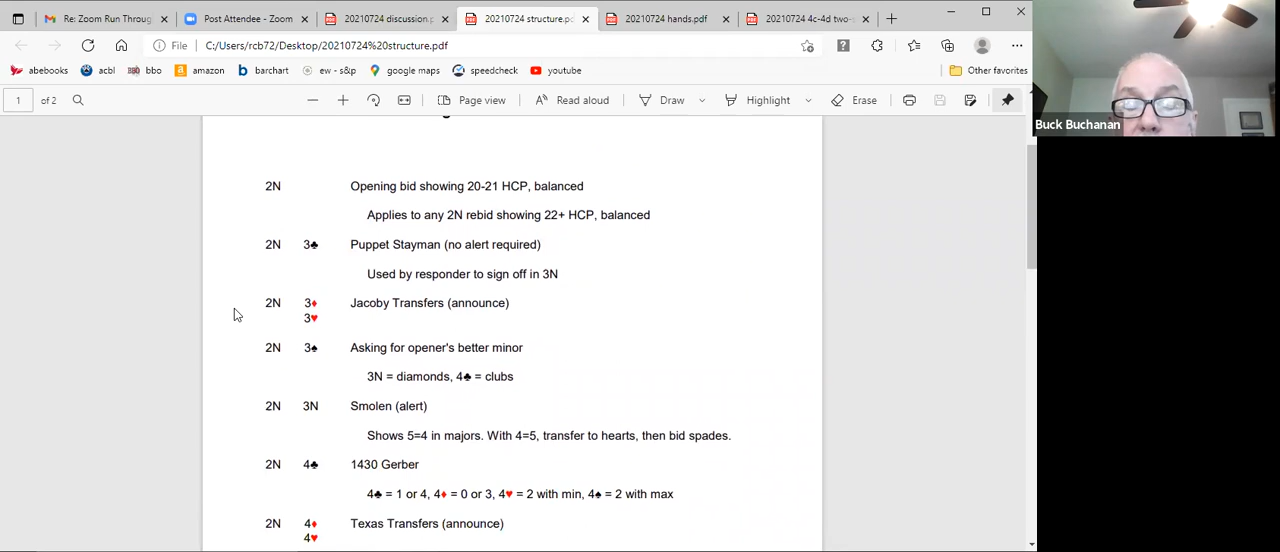 Re: Zoom Run Throug
Post Attendee - Zoom
20210724 discussion.p
20210724 structure.pd
20210724 hands.pdf
20210724 4c-4d two-s
File C:/Users/rcb72/Desktop/20210724%20structure.pdf
abebooks acbl bbo amazon barchart ew - s&p google maps speedcheck youtube Other favorites
1 of 2 Page view Read aloud Draw Highlight Erase
Buck Buchanan
2N Opening bid showing 20-21 HCP, balanced
Applies to any 2N rebid showing 22+ HCP, balanced
2N 3♣ Puppet Stayman (no alert required)
Used by responder to sign off in 3N
2N 3♦ Jacoby Transfers (announce)
3♥
2N 3♠ Asking for opener's better minor
3N = diamonds, 4♣ = clubs
2N 3N Smolen (alert)
Shows 5=4 in majors. With 4=5, transfer to hearts, then bid spades.
2N 4♣ 1430 Gerber
4♣ = 1 or 4, 4♦ = 0 or 3, 4♥ = 2 with min, 4♠ = 2 with max
2N 4♦ Texas Transfers (announce)
4♥